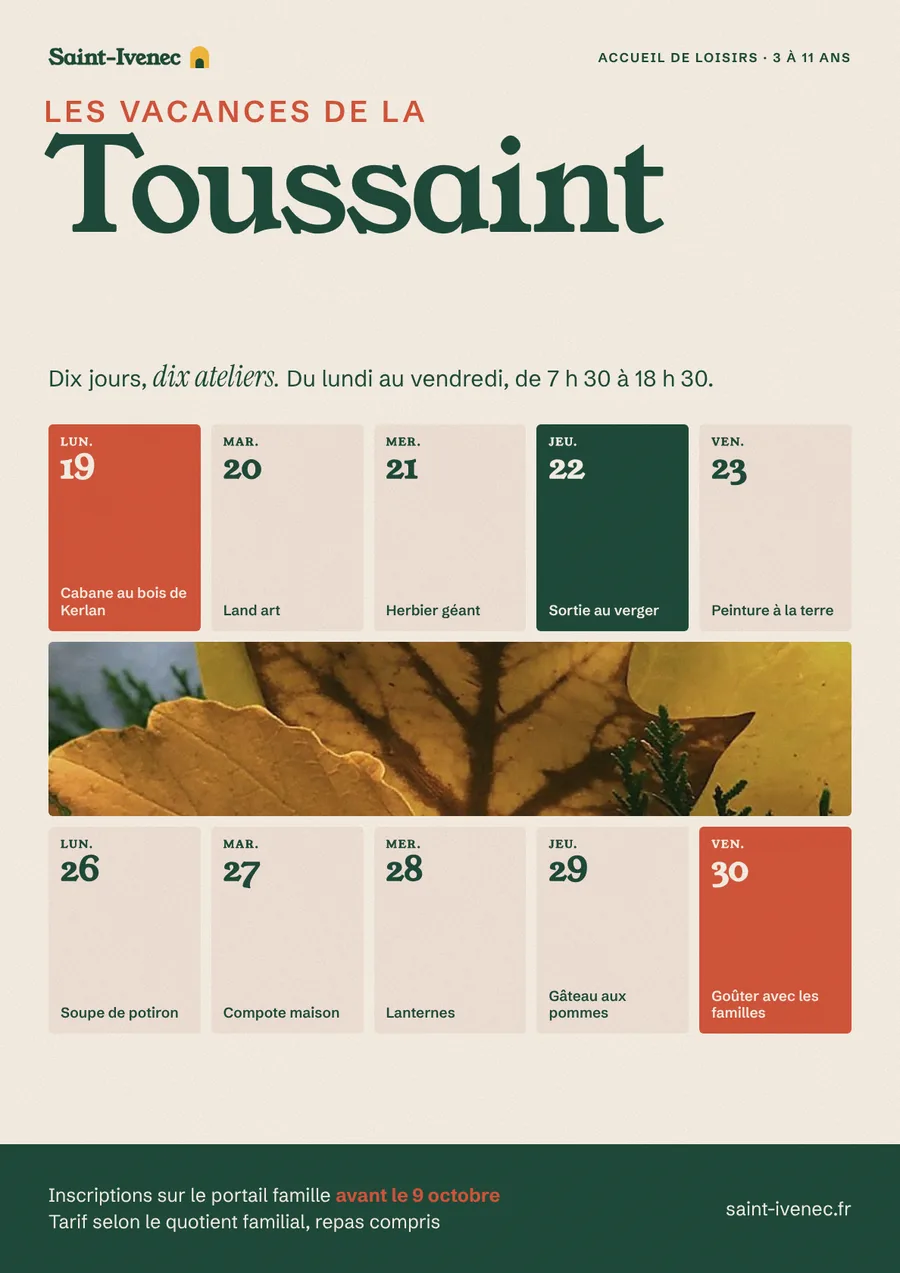 Saint-Ivenec
ACCUEIL DE LOISIRS · 3 À 11 ANS
LES VACANCES DE LA
Toussaint
Dix jours, dix ateliers. Du lundi au vendredi, de 7 h 30 à 18 h 30.
LUN.
19
Cabane au bois de
Kerlan
MAR.
20
Land art
MER.
21
Herbier géant
JEU.
22
Sortie au verger
VEN.
23
Peinture à la terre
LUN.
26
Soupe de potiron
MAR.
27
Compote maison
MER.
28
Lanternes
JEU.
29
Gâteau aux
pommes
VEN.
30
Goûter avec les
familles
Inscriptions sur le portail famille avant le 9 octobre
Tarif selon le quotient familial, repas compris
saint-ivenec.fr